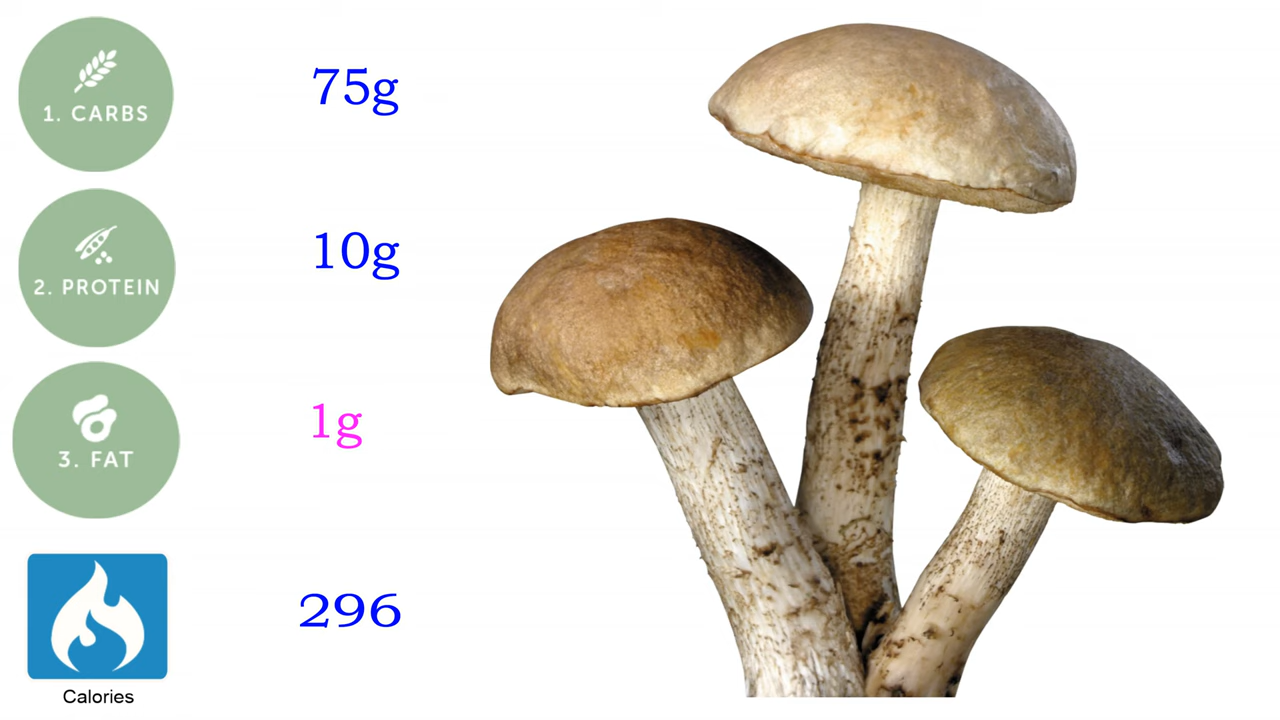 1. CARBS
75g
2. PROTEIN
10g
3. FAT
1g
296
Calories